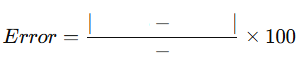 Error = | − | / − × 100